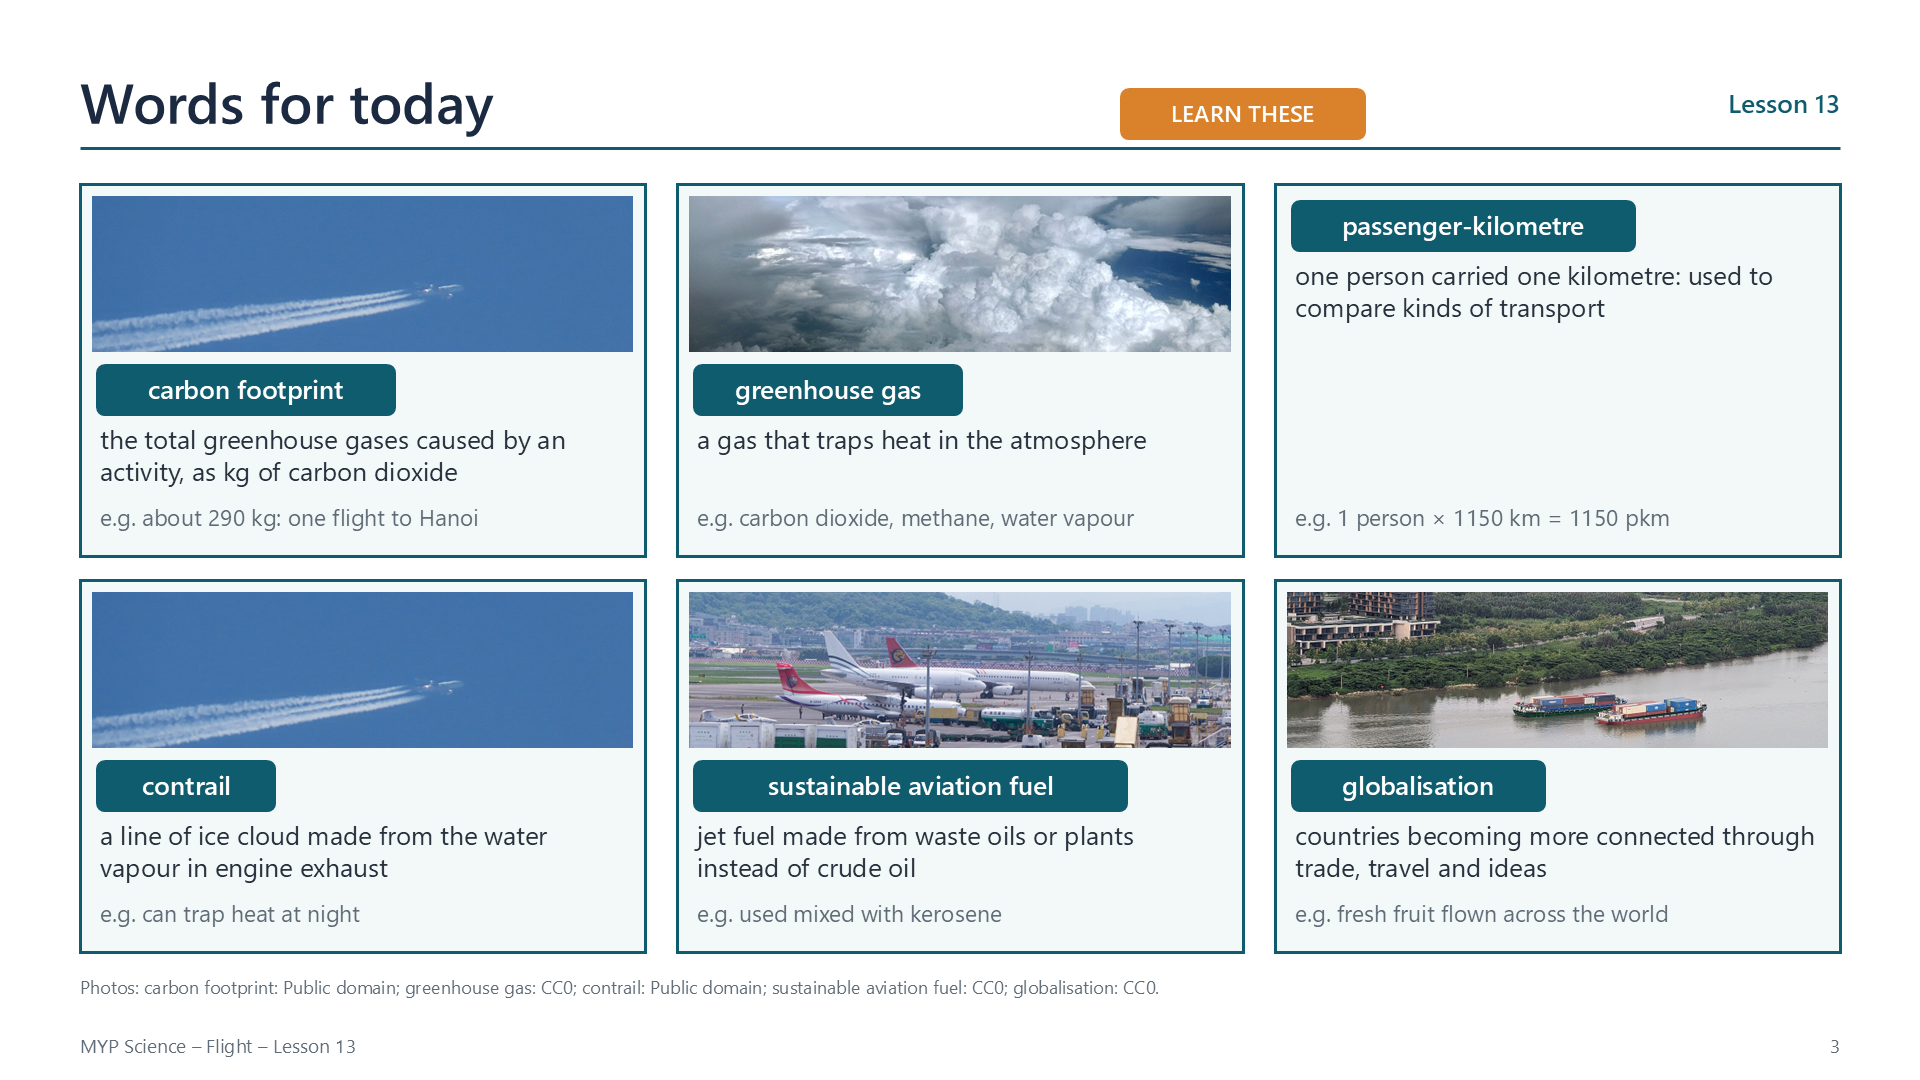 Words for today
LEARN THESE
Lesson 13
carbon footprint
the total greenhouse gases caused by an
activity, as kg of carbon dioxide
e.g. about 290 kg: one flight to Hanoi
greenhouse gas
a gas that traps heat in the atmosphere
e.g. carbon dioxide, methane, water vapour
passenger-kilometre
one person carried one kilometre: used to
compare kinds of transport
e.g. 1 person × 1150 km = 1150 pkm
contrail
a line of ice cloud made from the water
vapour in engine exhaust
e.g. can trap heat at night
sustainable aviation fuel
jet fuel made from waste oils or plants
instead of crude oil
e.g. used mixed with kerosene
globalisation
countries becoming more connected through
trade, travel and ideas
e.g. fresh fruit flown across the world
Photos: carbon footprint: Public domain; greenhouse gas: CC0; contrail: Public domain; sustainable aviation fuel: CC0; globalisation: CC0.
MYP Science – Flight – Lesson 13
3